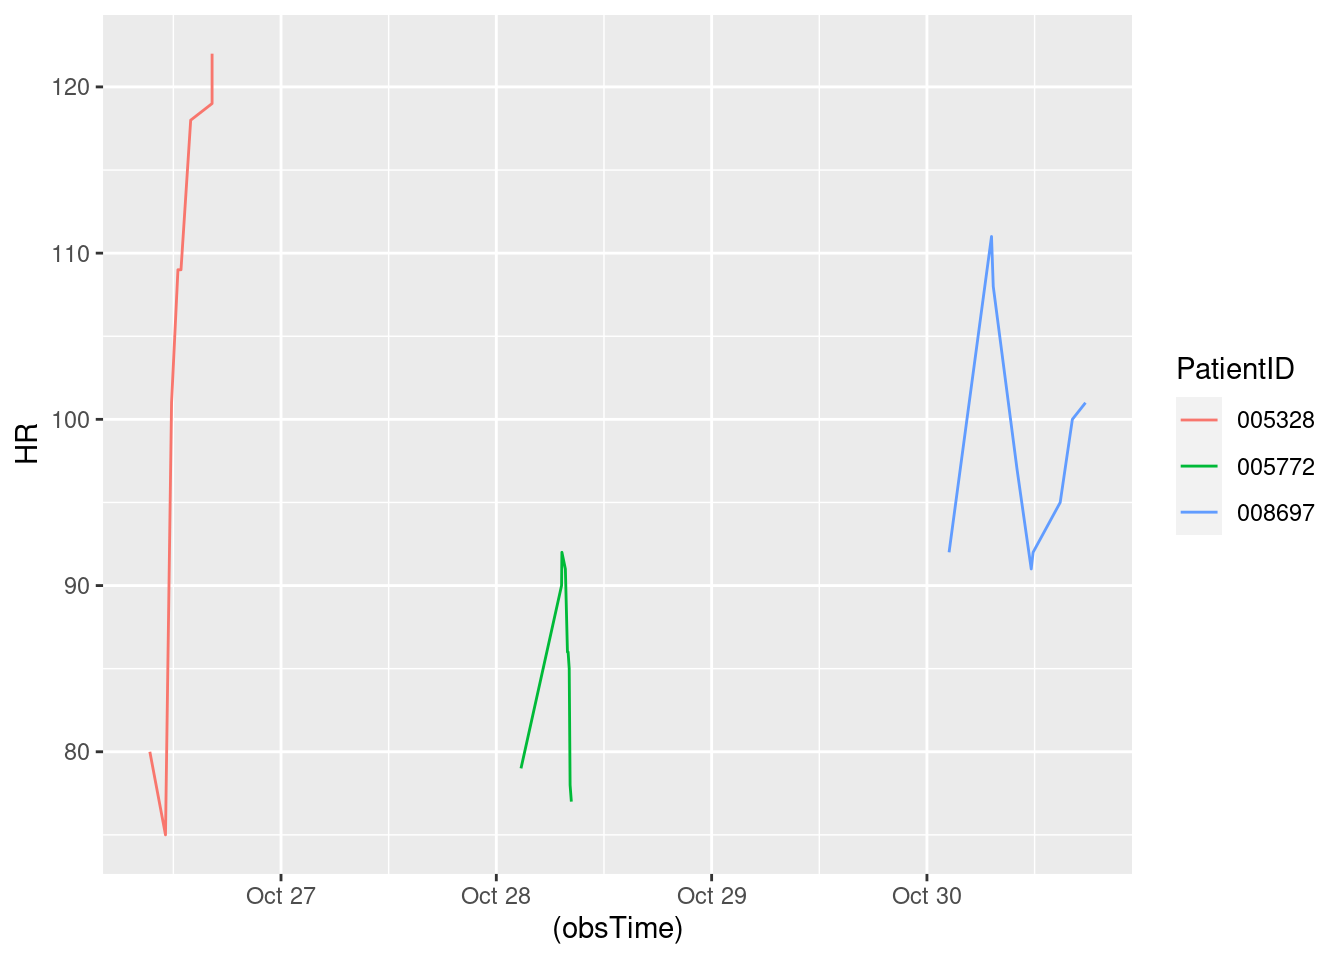 120
110
100
90
80
HR
Oct 27
Oct 28
Oct 29
Oct 30
(obsTime)
PatientID
005328
005772
008697